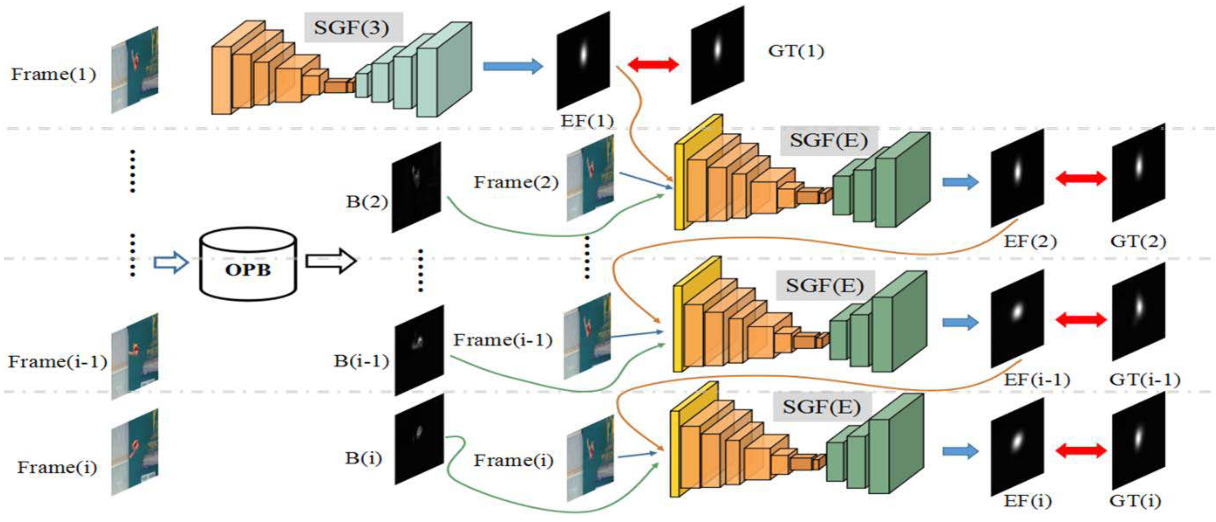 SGF(3)
Frame(1)
GT(1)
EF(1)
SGF(E)
Frame(2)
B(2)
EF(2)
GT(2)
OPB
SGF(E)
Frame(i-1)
B(i-1)
Frame(i-1)
EF(i-1)
GT(i-1)
SGF(E)
Frame(i)
B(i)
Frame(i)
EF(i)
GT(i)